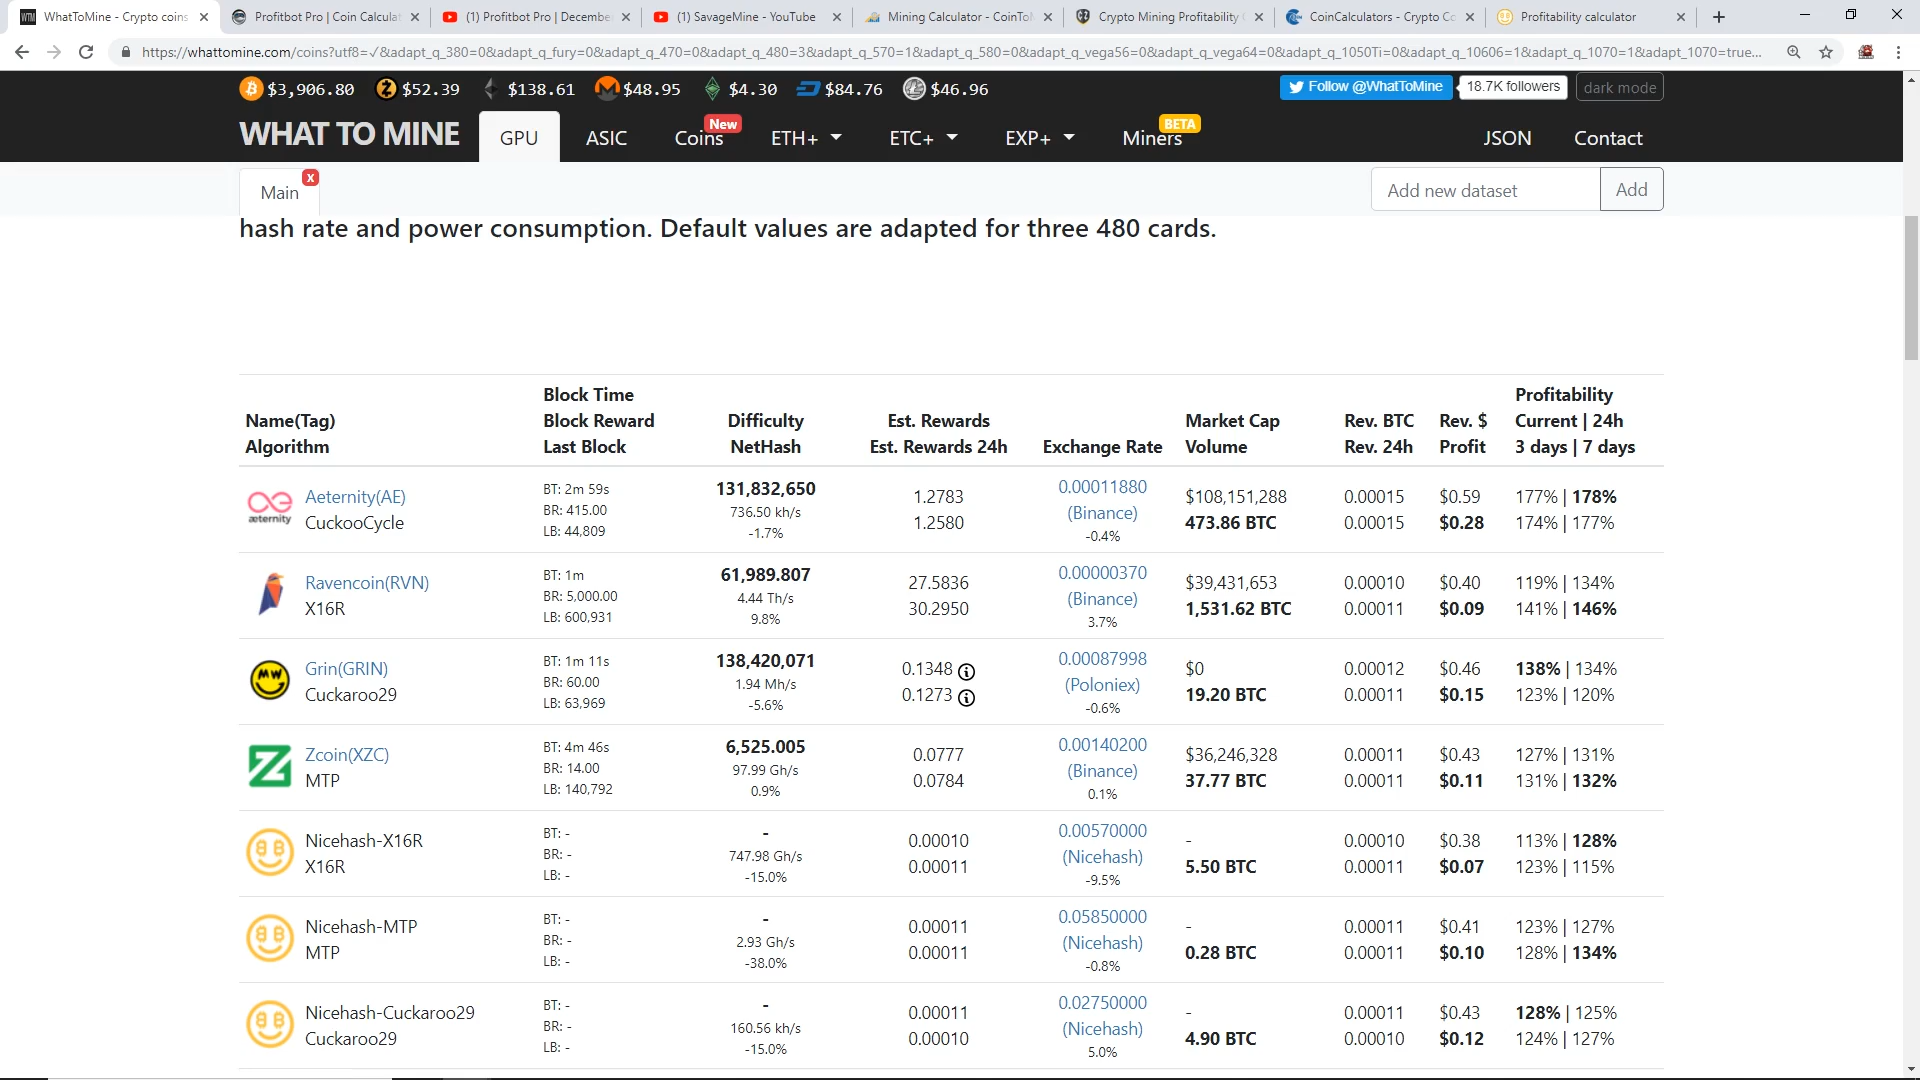 WhatToMine - Crypto coins
Profitbot Pro | Coin Calculat
(1) Profitbot Pro | Decembe
(1) SavageMine - YouTube
Mining Calculator - CoinTo
Crypto Mining Profitability
CoinCalculators - Crypto Co
Profitability calculator
https://whattomine.com/coins?utf8=✓&adapt_q_380=0&adapt_q_fury=0&adapt_q_470=0&adapt_q_480=3&adapt_q_570=1&adapt_q_580=0&adapt_q_vega56=0&adapt_q_vega64=0&adapt_q_1050Ti=0&adapt_q_10606=1&adapt_q_1070=1&adapt_1070=true...
$3,906.80 $52.39 $138.61 $48.95 $4.30 $84.76 $46.96
Follow @WhatToMine
18.7K followers
dark mode
WHAT TO MINE
GPU
ASIC
Coins
New
ETH+
ETC+
EXP+
Miners
BETA
JSON
Contact
Main
x
Add new dataset
Add
hash rate and power consumption. Default values are adapted for three 480 cards.
Name(Tag)
Algorithm
Block Time
Block Reward
Last Block
Difficulty
NetHash
Est. Rewards
Est. Rewards 24h
Exchange Rate
Market Cap
Volume
Rev. BTC
Rev. 24h
Rev. $
Profit
Profitability
Current | 24h
3 days | 7 days
æternity
Aeternity(AE)
CuckooCycle
BT: 2m 59s
BR: 415.00
LB: 44,809
131,832,650
736.50 kh/s
-1.7%
1.2783
1.2580
0.00011880
(Binance)
-0.4%
$108,151,288
473.86 BTC
0.00015
0.00015
$0.59
$0.28
177% | 178%
174% | 177%
Ravencoin(RVN)
X16R
BT: 1m
BR: 5,000.00
LB: 600,931
61,989.807
4.44 Th/s
9.8%
27.5836
30.2950
0.00000370
(Binance)
3.7%
$39,431,653
1,531.62 BTC
0.00010
0.00011
$0.40
$0.09
119% | 134%
141% | 146%
MW
Grin(GRIN)
Cuckaroo29
BT: 1m 11s
BR: 60.00
LB: 63,969
138,420,071
1.94 Mh/s
-5.6%
0.1348
0.1273
0.00087998
(Poloniex)
-0.6%
$0
19.20 BTC
0.00012
0.00011
$0.46
$0.15
138% | 134%
123% | 120%
Zcoin(XZC)
MTP
BT: 4m 46s
BR: 14.00
LB: 140,792
6,525.005
97.99 Gh/s
0.9%
0.0777
0.0784
0.00140200
(Binance)
0.1%
$36,246,328
37.77 BTC
0.00011
0.00011
$0.43
$0.11
127% | 131%
131% | 132%
Nicehash-X16R
X16R
BT: -
BR: -
LB: -
-
747.98 Gh/s
-15.0%
0.00010
0.00011
0.00570000
(Nicehash)
-9.5%
-
5.50 BTC
0.00010
0.00011
$0.38
$0.07
113% | 128%
123% | 115%
Nicehash-MTP
MTP
BT: -
BR: -
LB: -
-
2.93 Gh/s
-38.0%
0.00011
0.00011
0.05850000
(Nicehash)
-0.8%
-
0.28 BTC
0.00011
0.00011
$0.41
$0.10
123% | 127%
128% | 134%
Nicehash-Cuckaroo29
Cuckaroo29
BT: -
BR: -
LB: -
-
160.56 kh/s
-15.0%
0.00011
0.00010
0.02750000
(Nicehash)
5.0%
-
4.90 BTC
0.00011
0.00010
$0.43
$0.12
128% | 125%
124% | 127%